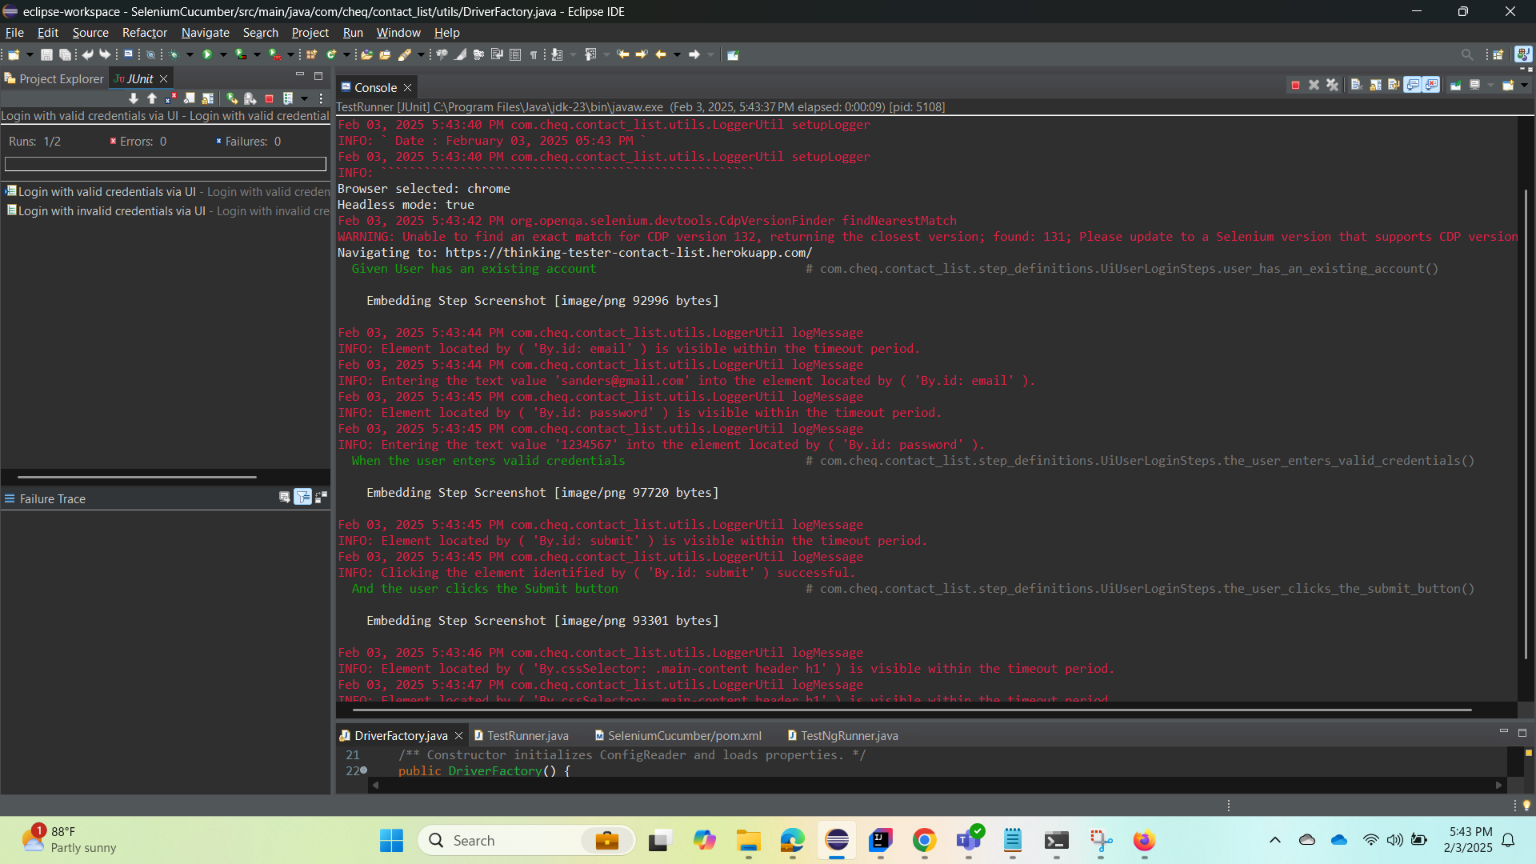 eclipse-workspace - SeleniumCucumber/src/main/java/com/cheq/contact_list/utils/DriverFactory.java - Eclipse IDE
File Edit Source Refactor Navigate Search Project Run Window Help
Project Explorer JUnit
Login with valid credentials via UI - Login with valid credential
Runs: 1/2 Errors: 0 Failures: 0
Login with valid credentials via UI - Login with valid creden
Login with invalid credentials via UI - Login with invalid cre
Failure Trace
Console
TestRunner [JUnit] C:\Program Files\Java\jdk-23\bin\javaw.exe (Feb 3, 2025, 5:43:37 PM elapsed: 0:00:09) [pid: 5108]
Feb 03, 2025 5:43:40 PM com.cheq.contact_list.utils.LoggerUtil setupLogger
INFO: ` Date : February 03, 2025 05:43 PM `
Feb 03, 2025 5:43:40 PM com.cheq.contact_list.utils.LoggerUtil setupLogger
INFO: ````````````````````````````````````````````````````
Browser selected: chrome
Headless mode: true
Feb 03, 2025 5:43:42 PM org.openqa.selenium.devtools.CdpVersionFinder findNearestMatch
WARNING: Unable to find an exact match for CDP version 132, returning the closest version; found: 131; Please update to a Selenium version that supports CDP version
Navigating to: https://thinking-tester-contact-list.herokuapp.com/
Given User has an existing account # com.cheq.contact_list.step_definitions.UiUserLoginSteps.user_has_an_existing_account()
Embedding Step Screenshot [image/png 92996 bytes]
Feb 03, 2025 5:43:44 PM com.cheq.contact_list.utils.LoggerUtil logMessage
INFO: Element located by ( 'By.id: email' ) is visible within the timeout period.
Feb 03, 2025 5:43:44 PM com.cheq.contact_list.utils.LoggerUtil logMessage
INFO: Entering the text value 'sanders@gmail.com' into the element located by ( 'By.id: email' ).
Feb 03, 2025 5:43:45 PM com.cheq.contact_list.utils.LoggerUtil logMessage
INFO: Element located by ( 'By.id: password' ) is visible within the timeout period.
Feb 03, 2025 5:43:45 PM com.cheq.contact_list.utils.LoggerUtil logMessage
INFO: Entering the text value '1234567' into the element located by ( 'By.id: password' ).
When the user enters valid credentials # com.cheq.contact_list.step_definitions.UiUserLoginSteps.the_user_enters_valid_credentials()
Embedding Step Screenshot [image/png 97720 bytes]
Feb 03, 2025 5:43:45 PM com.cheq.contact_list.utils.LoggerUtil logMessage
INFO: Element located by ( 'By.id: submit' ) is visible within the timeout period.
Feb 03, 2025 5:43:45 PM com.cheq.contact_list.utils.LoggerUtil logMessage
INFO: Clicking the element identified by ( 'By.id: submit' ) successful.
And the user clicks the Submit button # com.cheq.contact_list.step_definitions.UiUserLoginSteps.the_user_clicks_the_submit_button()
Embedding Step Screenshot [image/png 93301 bytes]
Feb 03, 2025 5:43:46 PM com.cheq.contact_list.utils.LoggerUtil logMessage
INFO: Element located by ( 'By.cssSelector: .main-content header h1' ) is visible within the timeout period.
Feb 03, 2025 5:43:47 PM com.cheq.contact_list.utils.LoggerUtil logMessage
INFO: Element located by ( 'By.cssSelector: .main-content header h1' ) is visible within the timeout period.
DriverFactory.java TestRunner.java SeleniumCucumber/pom.xml TestNgRunner.java
21 /** Constructor initializes ConfigReader and loads properties. */
22 public DriverFactory() {
1 88°F
Partly sunny
Search
5:43 PM
2/3/2025